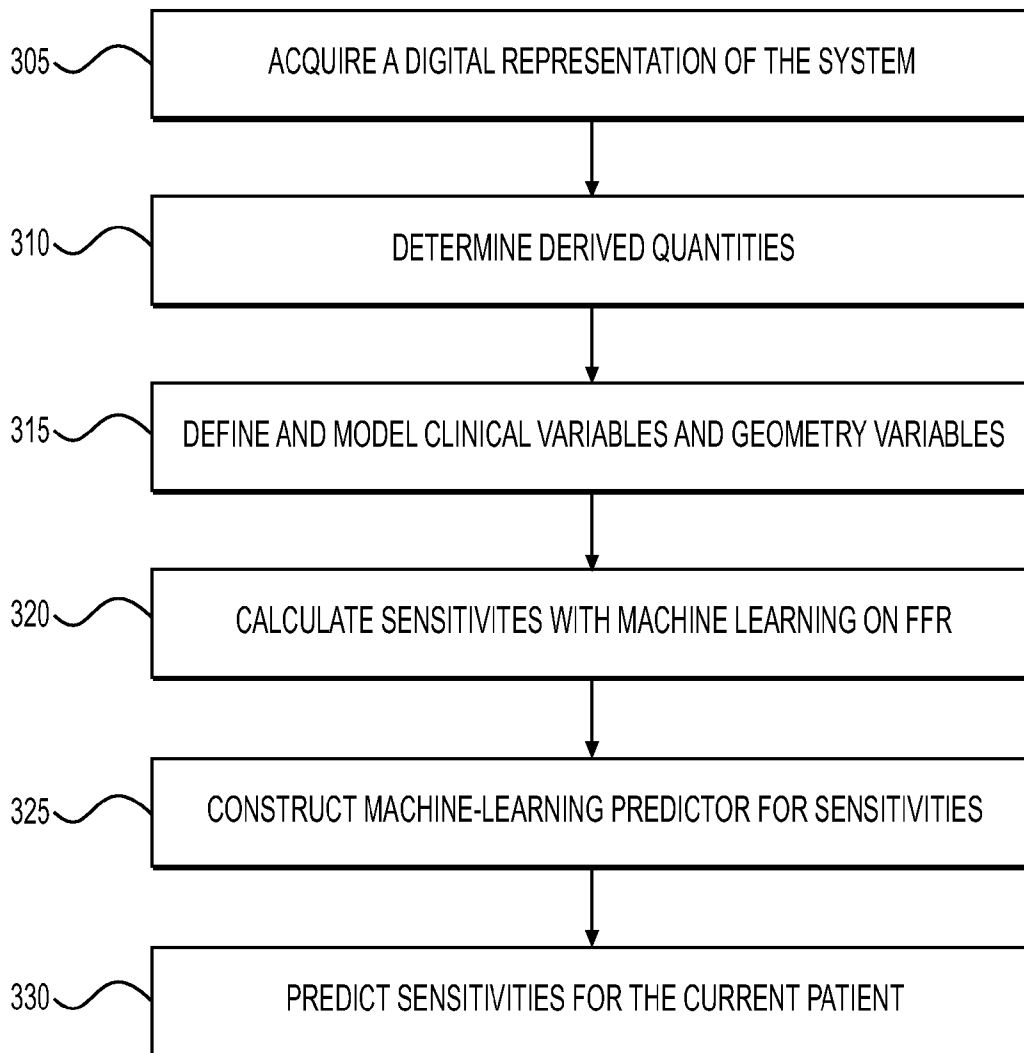 305
ACQUIRE A DIGITAL REPRESENTATION OF THE SYSTEM
310
DETERMINE DERIVED QUANTITIES
315
DEFINE AND MODEL CLINICAL VARIABLES AND GEOMETRY VARIABLES
320
CALCULATE SENSITIVITES WITH MACHINE LEARNING ON FFR
325
CONSTRUCT MACHINE-LEARNING PREDICTOR FOR SENSITIVITIES
330
PREDICT SENSITIVITIES FOR THE CURRENT PATIENT